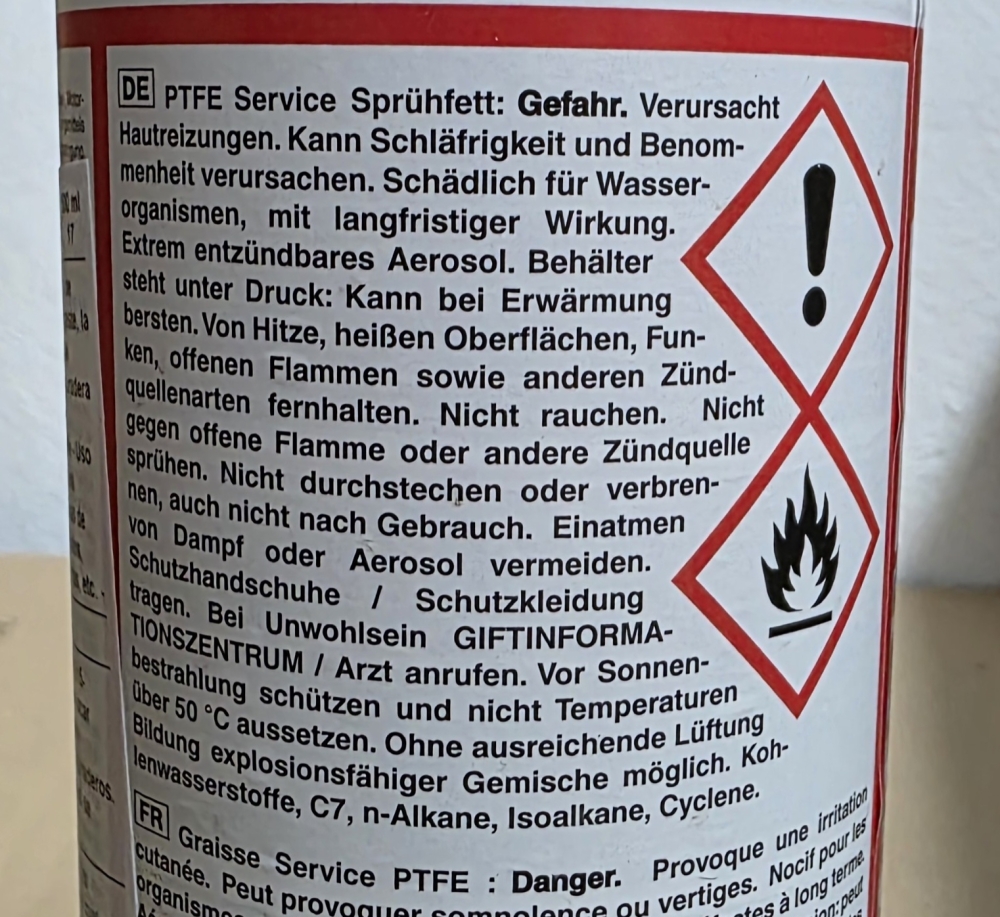 DE PTFE Service Sprühfett: Gefahr. Verursacht
Hautreizungen. Kann Schläfrigkeit und Benom-
menheit verursachen. Schädlich für Wasser-
organismen, mit langfristiger Wirkung.
Extrem entzündbares Aerosol. Behälter
steht unter Druck: Kann bei Erwärmung
bersten. Von Hitze, heißen Oberflächen, Fun-
ken, offenen Flammen sowie anderen Zünd-
quellenarten fernhalten. Nicht rauchen. Nicht
gegen offene Flamme oder andere Zündquelle
sprühen. Nicht durchstechen oder verbren-
nen, auch nicht nach Gebrauch. Einatmen
von Dampf oder Aerosol vermeiden.
Schutzhandschuhe / Schutzkleidung
tragen. Bei Unwohlsein GIFTINFORMA-
TIONSZENTRUM / Arzt anrufen. Vor Sonnen-
bestrahlung schützen und nicht Temperaturen
über 50 °C aussetzen. Ohne ausreichende Lüftung
Bildung explosionsfähiger Gemische möglich. Koh-
lenwasserstoffe, C7, n-Alkane, Isoalkane, Cyclene.
FR Graisse Service PTFE : Danger. Provoque une irritation
cutanée. Peut provoquer somnolence ou vertiges. Nocif pour les
à long terme.